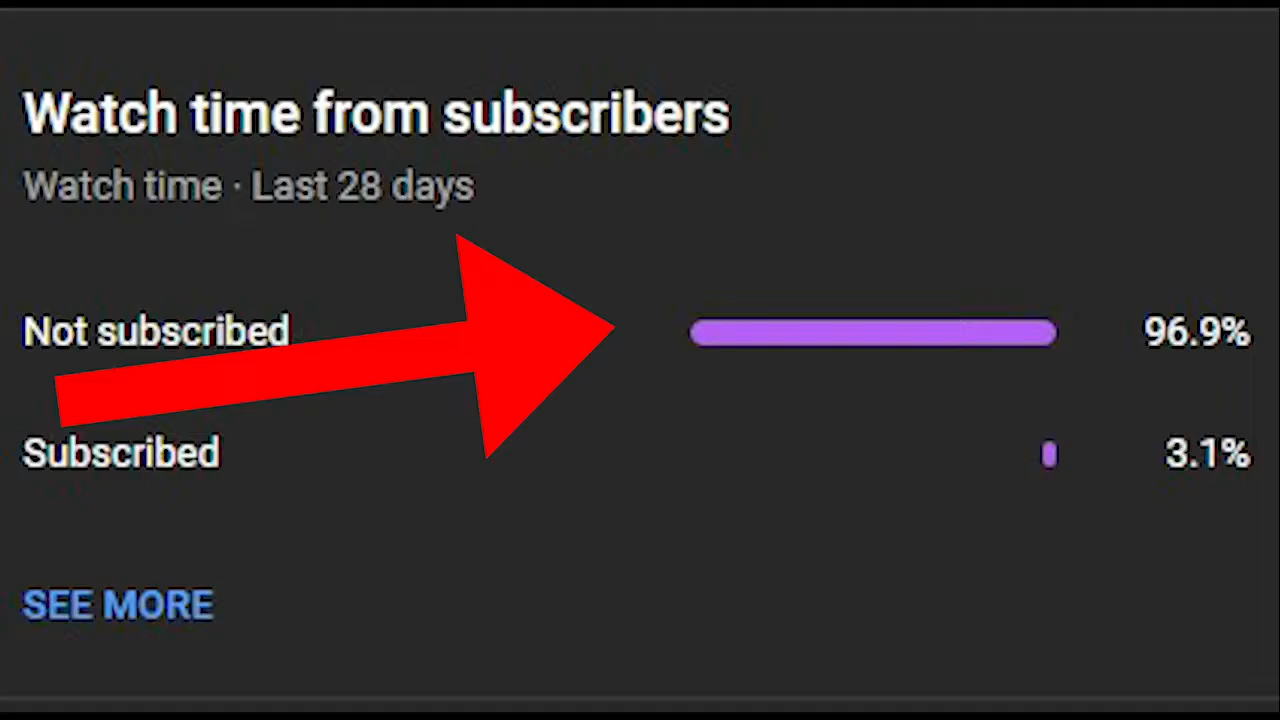 Watch time from subscribers
Watch time · Last 28 days
Not subscribed 96.9%
Subscribed 3.1%
SEE MORE